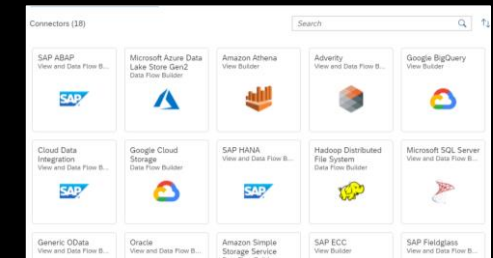 Connectors (18)
Search
SAP ABAP
View and Data Flow B...
SAP
Microsoft Azure Data
Lake Store Gen2
Data Flow Builder
Amazon Athena
View Builder
Adverity
View and Data Flow B...
Google BigQuery
View Builder
Cloud Data
Integration
View and Data Flow B...
SAP
Google Cloud
Storage
Data Flow Builder
SAP HANA
View and Data Flow B...
SAP
Hadoop Distributed
File System
Data Flow Builder
Microsoft SQL Server
View and Data Flow B...
Generic OData
View and Data Flow B...
Oracle
View and Data Flow B...
Amazon Simple
Storage Service
SAP ECC
View Builder
SAP Fieldglass
View and Data Flow B...